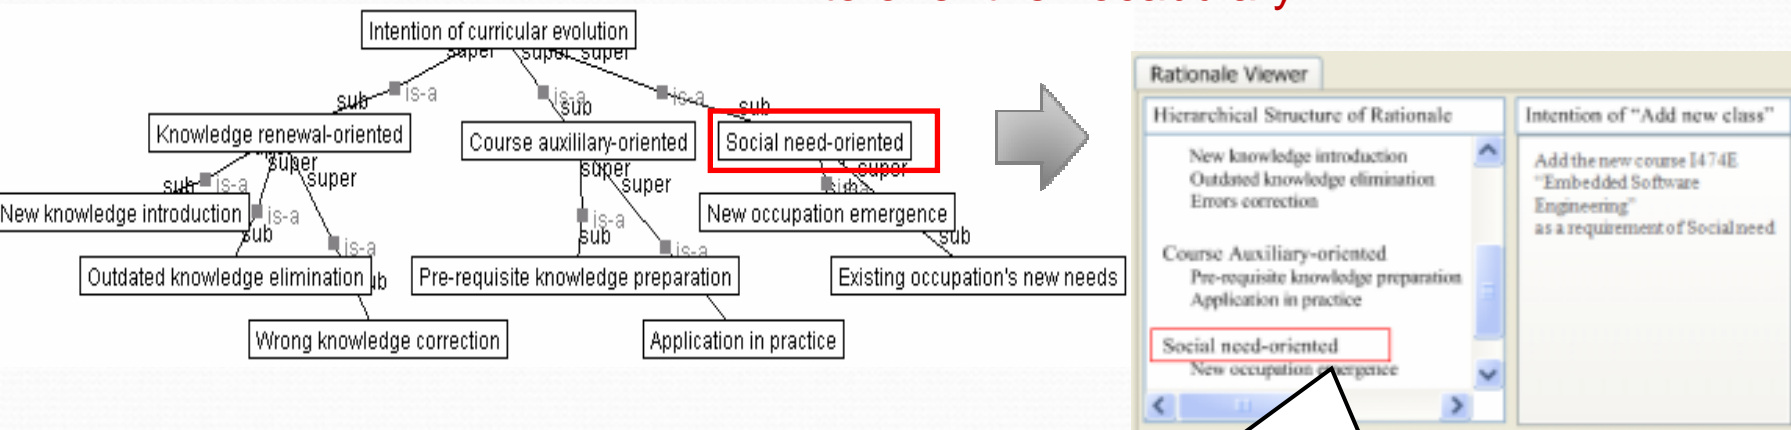 Intention of curricular evolution
super super super
is-a is-a is-a
sub sub sub
Knowledge renewal-oriented
Course auxililary-oriented
Social need-oriented
super super
super super
super
sub is-a
New knowledge introduction
is-a
sub
is-a
is-a
sub
is-a
New occupation emergence
sub
Outdated knowledge elimination
Pre-requisite knowledge preparation
Existing occupation's new needs
Wrong knowledge correction
Application in practice
Rationale Viewer
Hierarchical Structure of Rationale
New knowledge introduction
Outdated knowledge elimination
Errors correction
Course Auxiliary-oriented
Pre-requisite knowledge preparation
Application in practice
Social need-oriented
New occupation emergence
Intention of "Add new class"
Add the new course I474E
"Embedded Software
Engineering"
as a requirement of Social need